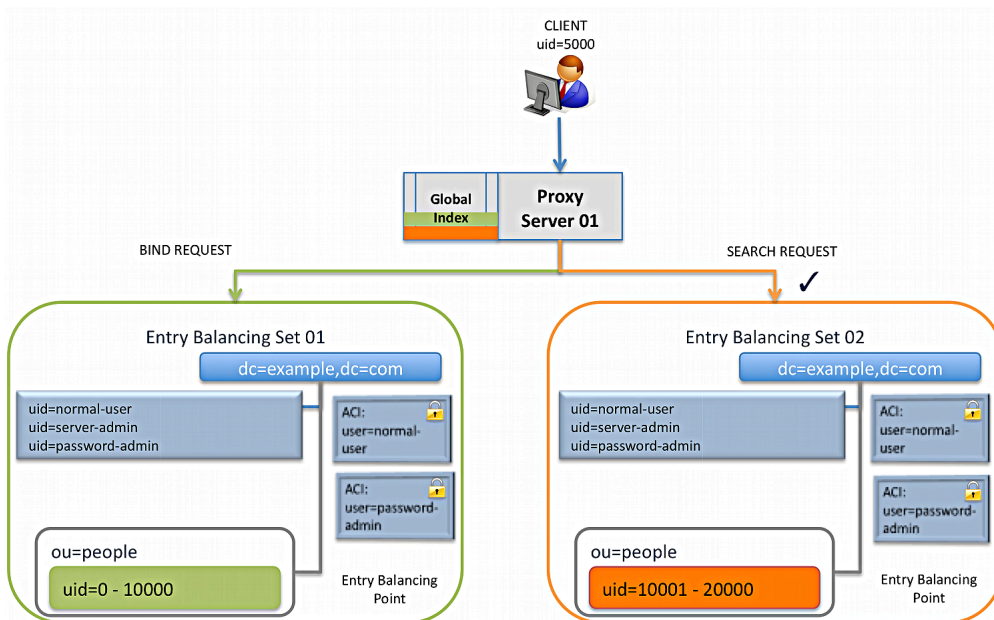 CLIENT
uid=5000
Global
Index
Proxy
Server 01
BIND REQUEST
SEARCH REQUEST
Entry Balancing Set 01
dc=example,dc=com
uid=normal-user
uid=server-admin
uid=password-admin
ACI:
user=normal-
user
ACI:
user=password-
admin
ou=people
uid=0 - 10000
Entry Balancing
Point
Entry Balancing Set 02
dc=example,dc=com
uid=normal-user
uid=server-admin
uid=password-admin
ACI:
user=normal-
user
ACI:
user=password-
admin
ou=people
uid=10001 - 20000
Entry Balancing
Point